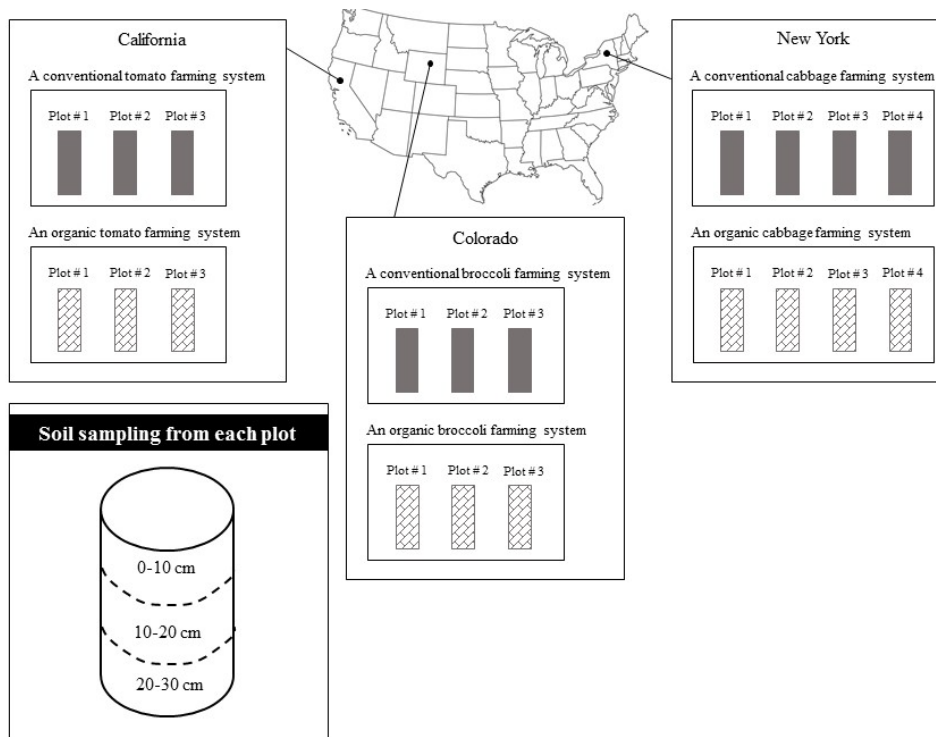 California
A conventional tomato farming system
Plot # 1 Plot # 2 Plot # 3
An organic tomato farming system
Plot # 1 Plot # 2 Plot # 3
New York
A conventional cabbage farming system
Plot # 1 Plot # 2 Plot # 3 Plot # 4
An organic cabbage farming system
Plot # 1 Plot # 2 Plot # 3 Plot # 4
Colorado
A conventional broccoli farming system
Plot # 1 Plot # 2 Plot # 3
An organic broccoli farming system
Plot # 1 Plot # 2 Plot # 3
Soil sampling from each plot
0-10 cm
10-20 cm
20-30 cm